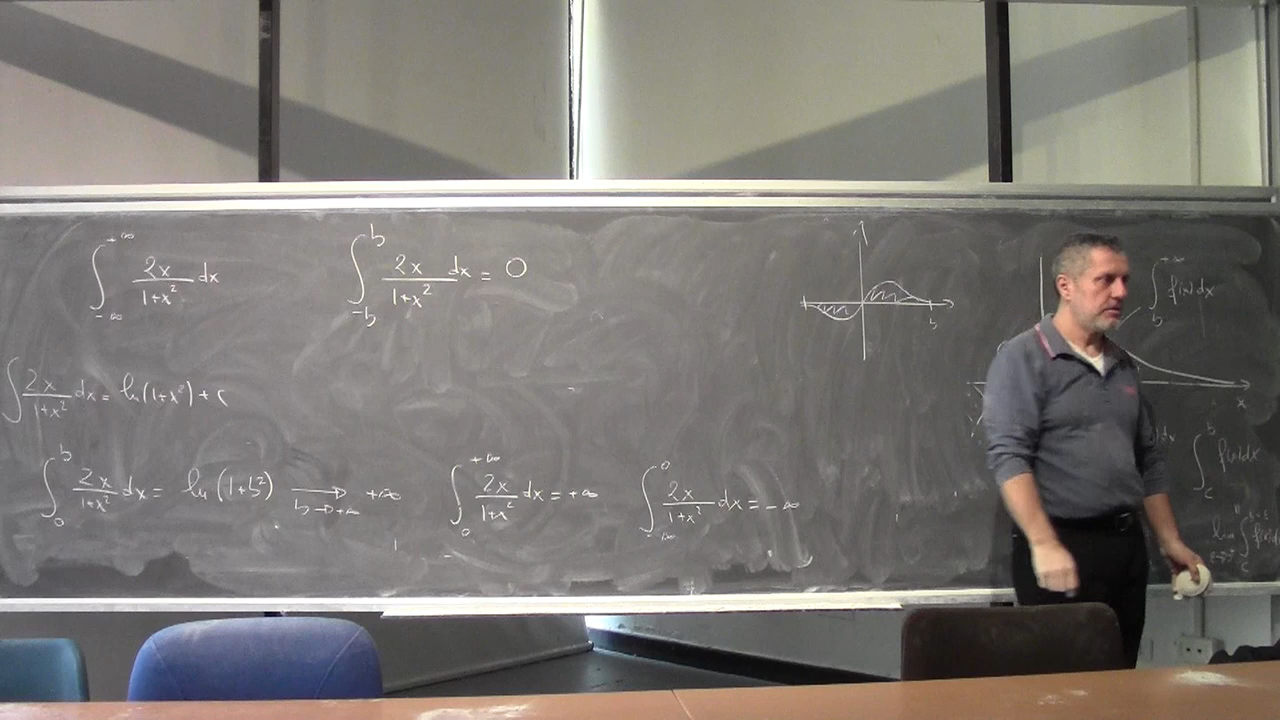 ∫_{-∞}^{+∞} 2x/(1+x²) dx
∫_{-b}^{b} 2x/(1+x²) dx = 0
∫ 2x/(1+x²) dx = ln(1+x²) + c
∫_{0}^{b} 2x/(1+x²) dx = ln(1+b²) → +∞
b→+∞
∫_{0}^{+∞} 2x/(1+x²) dx = +∞
∫_{-∞}^{0} 2x/(1+x²) dx = -∞
b
∫_{b}^{+∞} f(x)dx
x
∫_{c}^{b} f(x)dx